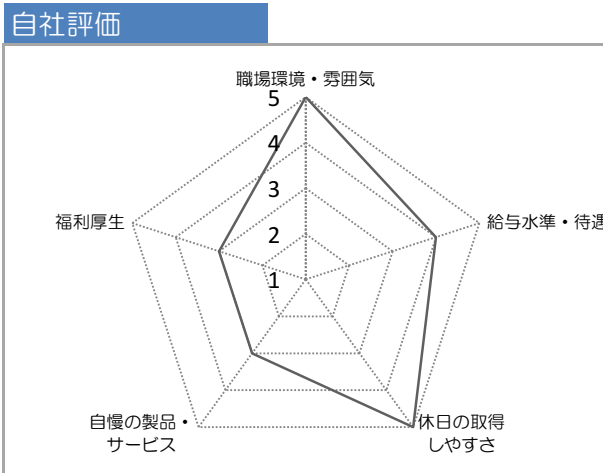 自社評価
職場環境・雰囲気
5
4
3
2
1
福利厚生
給与水準・待遇
自慢の製品・
サービス
休日の取得
しやすさ